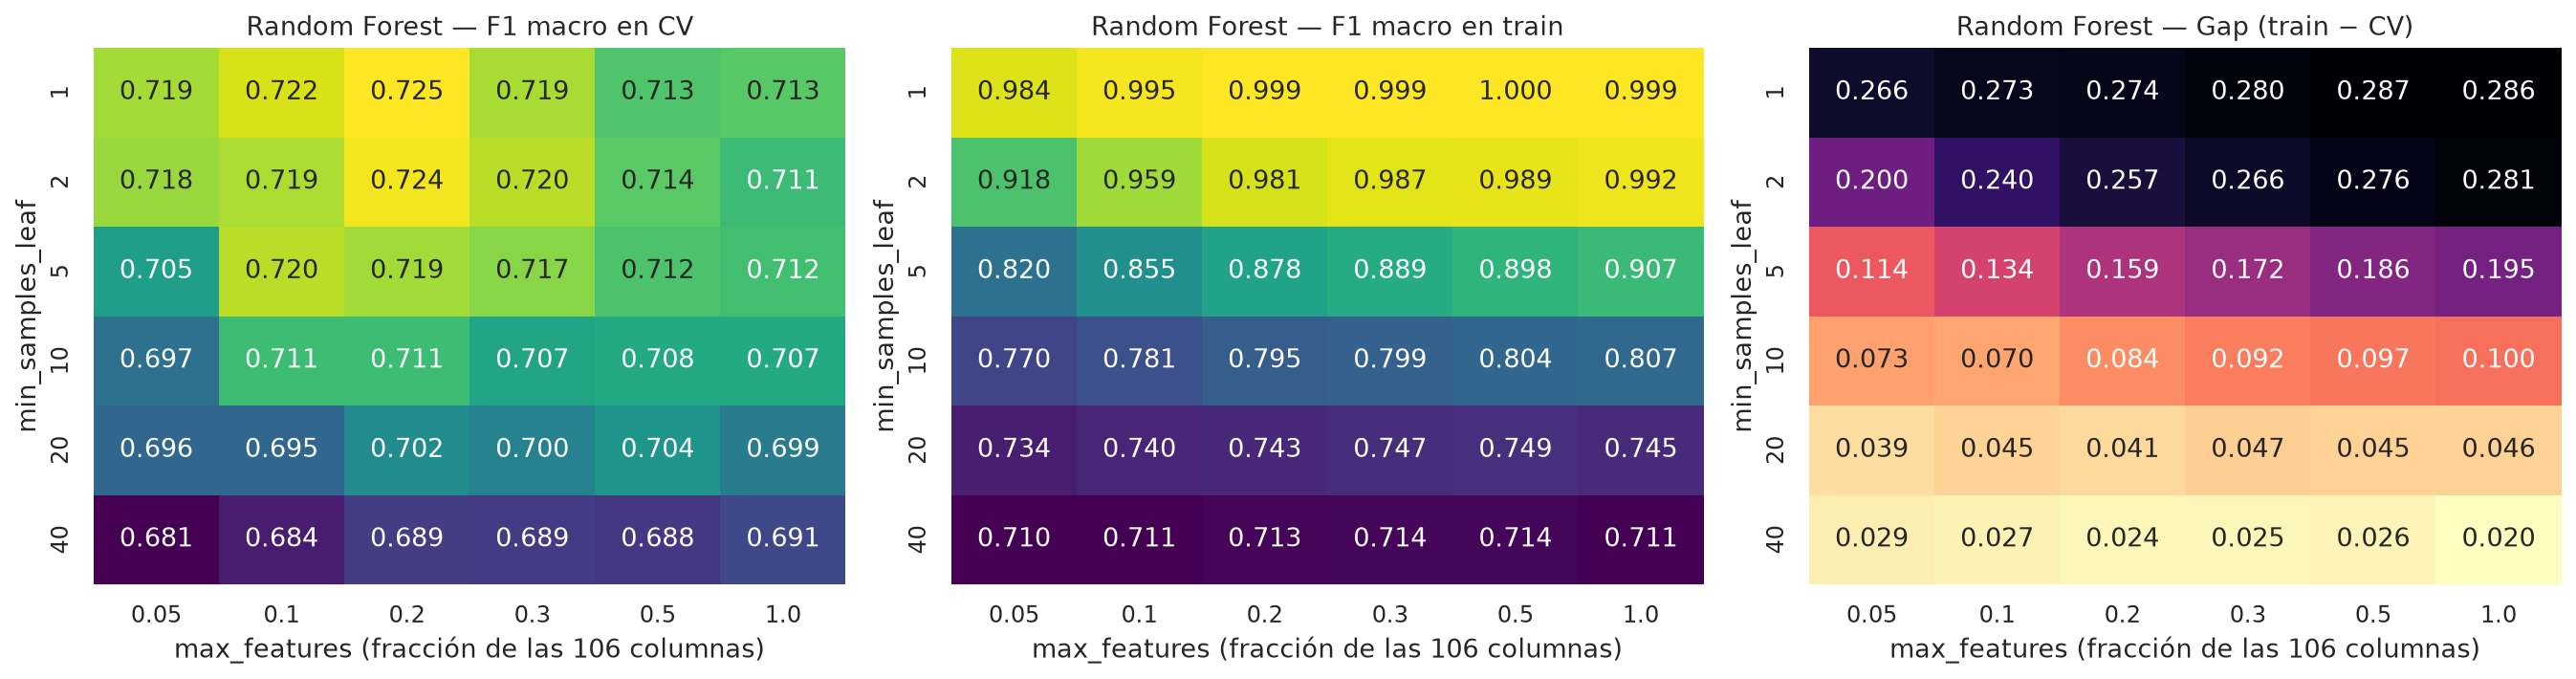 Random Forest — F1 macro en CV
min_samples_leaf
1 0.719 0.722 0.725 0.719 0.713 0.713
2 0.718 0.719 0.724 0.720 0.714 0.711
5 0.705 0.720 0.719 0.717 0.712 0.712
10 0.697 0.711 0.711 0.707 0.708 0.707
20 0.696 0.695 0.702 0.700 0.704 0.699
40 0.681 0.684 0.689 0.689 0.688 0.691
0.05 0.1 0.2 0.3 0.5 1.0
max_features (fracción de las 106 columnas)
Random Forest — F1 macro en train
min_samples_leaf
1 0.984 0.995 0.999 0.999 1.000 0.999
2 0.918 0.959 0.981 0.987 0.989 0.992
5 0.820 0.855 0.878 0.889 0.898 0.907
10 0.770 0.781 0.795 0.799 0.804 0.807
20 0.734 0.740 0.743 0.747 0.749 0.745
40 0.710 0.711 0.713 0.714 0.714 0.711
0.05 0.1 0.2 0.3 0.5 1.0
max_features (fracción de las 106 columnas)
Random Forest — Gap (train − CV)
min_samples_leaf
1 0.266 0.273 0.274 0.280 0.287 0.286
2 0.200 0.240 0.257 0.266 0.276 0.281
5 0.114 0.134 0.159 0.172 0.186 0.195
10 0.073 0.070 0.084 0.092 0.097 0.100
20 0.039 0.045 0.041 0.047 0.045 0.046
40 0.029 0.027 0.024 0.025 0.026 0.020
0.05 0.1 0.2 0.3 0.5 1.0
max_features (fracción de las 106 columnas)